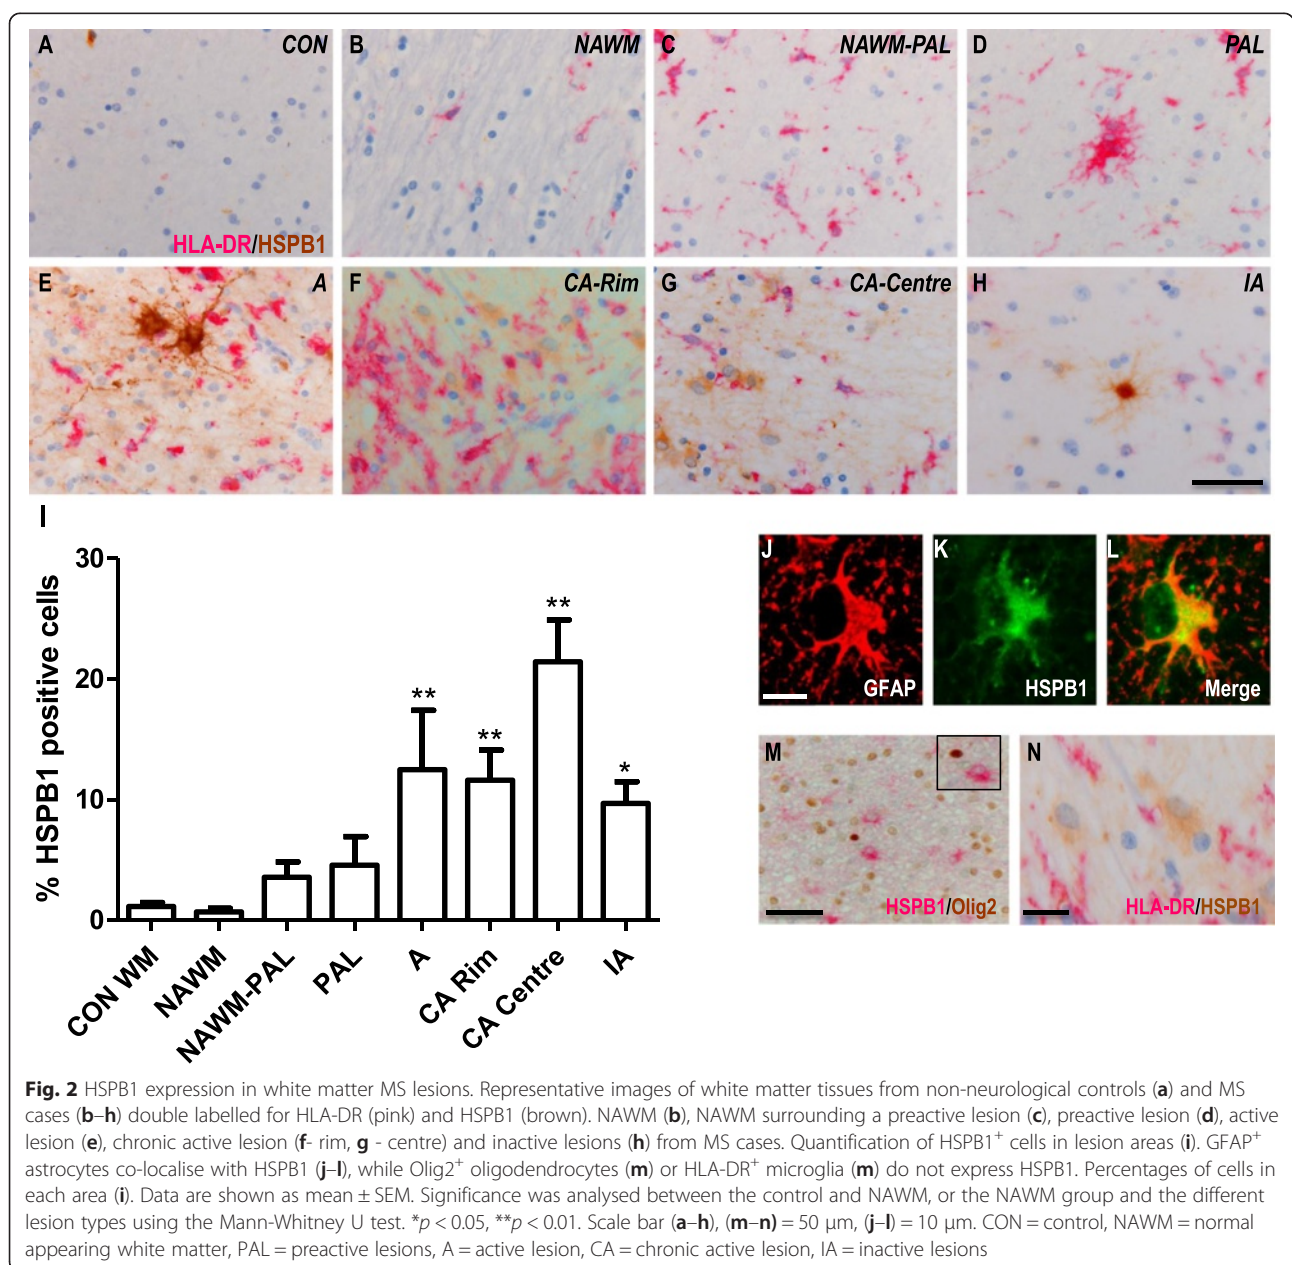 A CON
B NAWM
C NAWM-PAL
D PAL
HLA-DR/HSPB1
E A
F CA-Rim
G CA-Centre
H IA
I
% HSPB1 positive cells
30
20
10
0
**
**
**
*
CON WM
NAWM
NAWM-PAL
PAL
A
CA Rim
CA Centre
IA
J
GFAP
K
HSPB1
L
Merge
M
HSPB1/Olig2
N
HLA-DR/HSPB1
Fig. 2 HSPB1 expression in white matter MS lesions. Representative images of white matter tissues from non-neurological controls (a) and MS
cases (b–h) double labelled for HLA-DR (pink) and HSPB1 (brown). NAWM (b), NAWM surrounding a preactive lesion (c), preactive lesion (d), active
lesion (e), chronic active lesion (f- rim, g - centre) and inactive lesions (h) from MS cases. Quantification of HSPB1⁺ cells in lesion areas (i). GFAP⁺
astrocytes co-localise with HSPB1 (j–l), while Olig2⁺ oligodendrocytes (m) or HLA-DR⁺ microglia (m) do not express HSPB1. Percentages of cells in
each area (i). Data are shown as mean ± SEM. Significance was analysed between the control and NAWM, or the NAWM group and the different
lesion types using the Mann-Whitney U test. *p < 0.05, **p < 0.01. Scale bar (a–h), (m–n) = 50 μm, (j–l) = 10 μm. CON = control, NAWM = normal
appearing white matter, PAL = preactive lesions, A = active lesion, CA = chronic active lesion, IA = inactive lesions